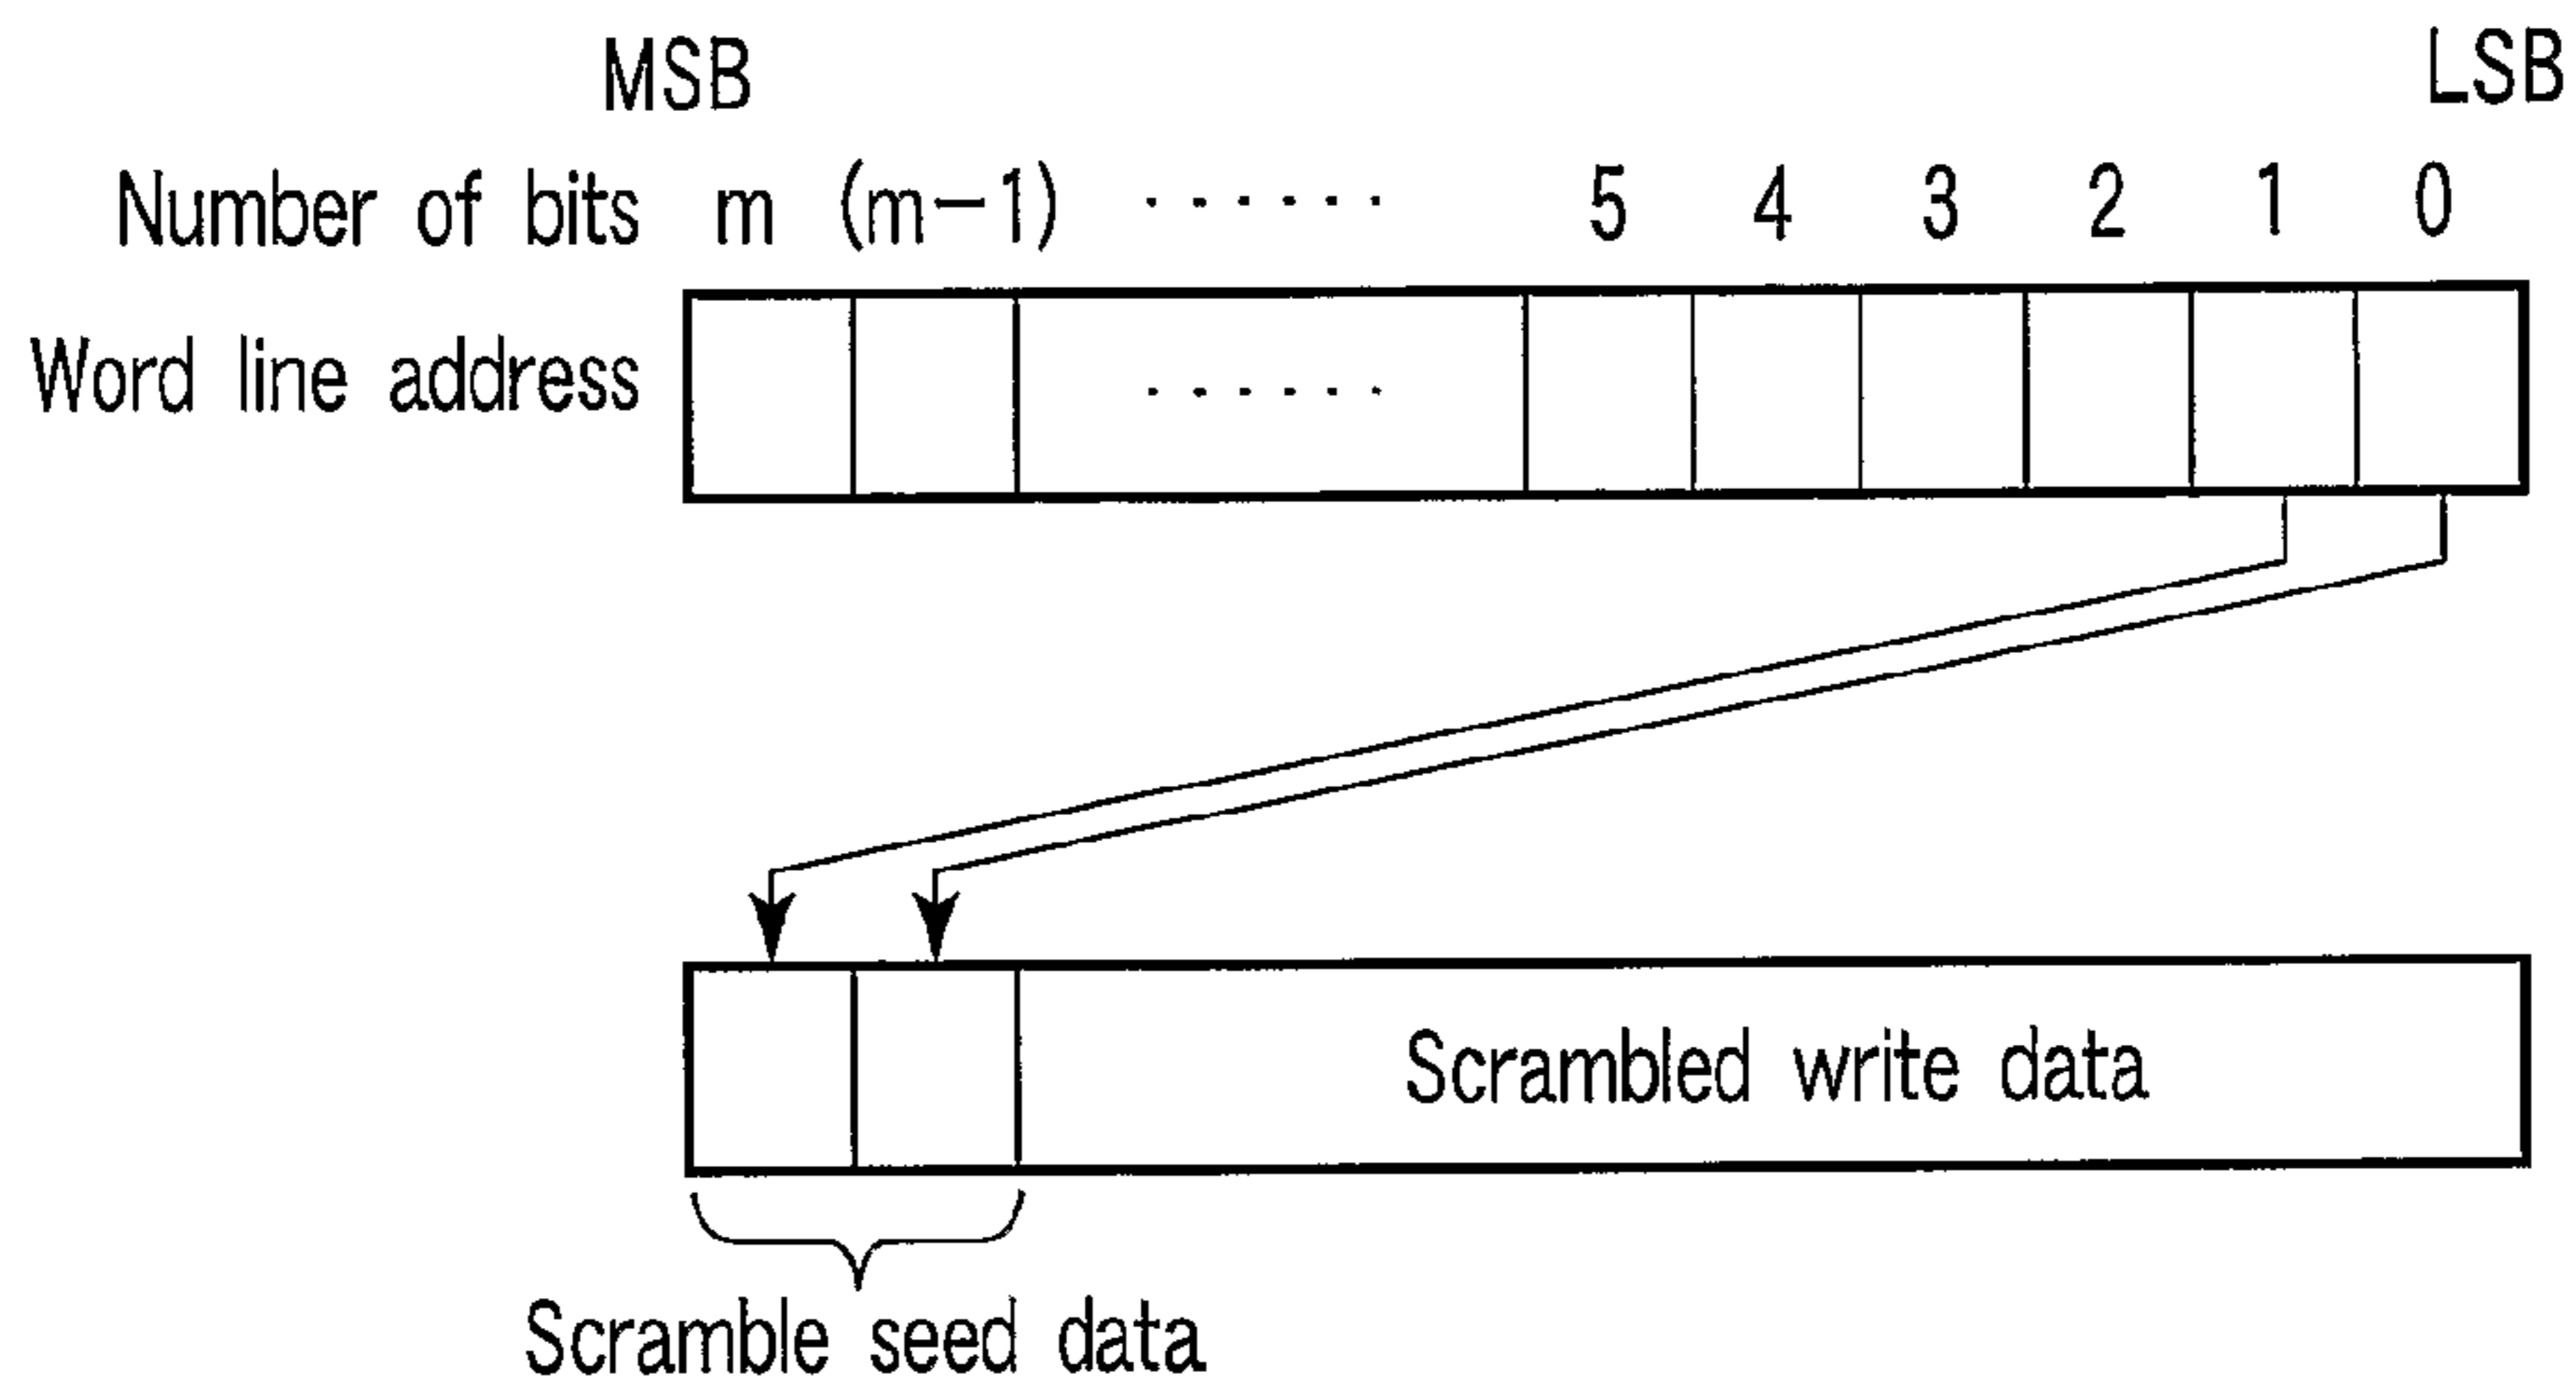 MSB LSB
Number of bits m (m−1) ······ 5 4 3 2 1 0
Word line address ······
Scrambled write data
Scramble seed data